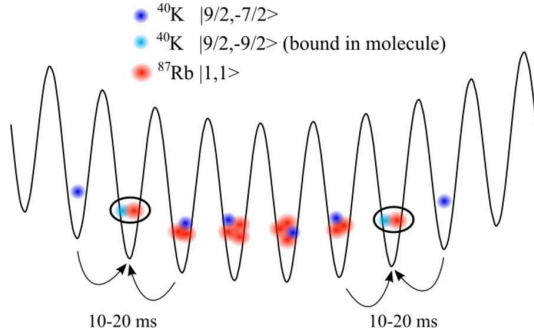 ⁴⁰K |9/2,-7/2>
⁴⁰K |9/2,-9/2> (bound in molecule)
⁸⁷Rb |1,1>
10-20 ms 10-20 ms